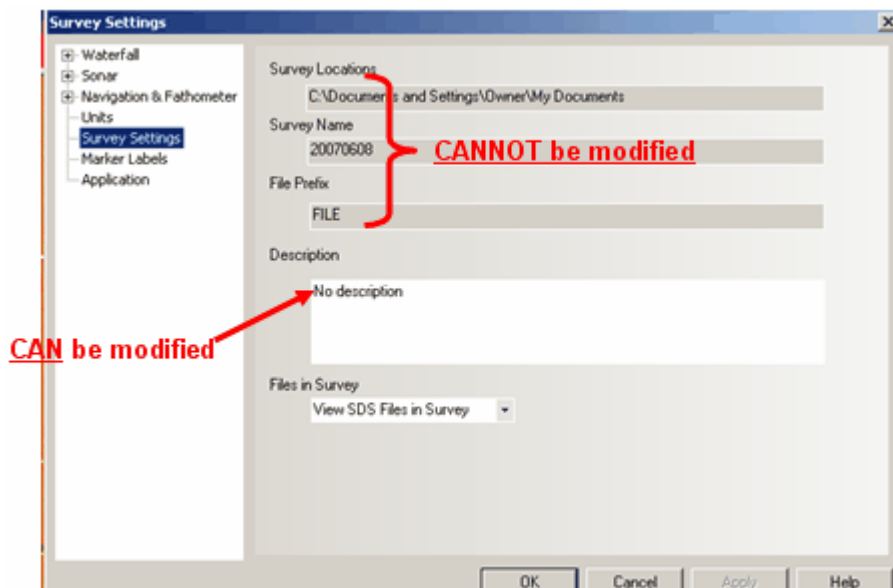 Survey Settings
Waterfall
Sonar
Navigation & Fathometer
Units
Survey Settings
Marker Labels
Application
Survey Locations
C:\Documents and Settings\Owner\My Documents
Survey Name
20070608
CANNOT be modified
File Prefix
FILE
Description
No description
CAN be modified
Files in Survey
View SDS Files in Survey
OK
Cancel
Apply
Help